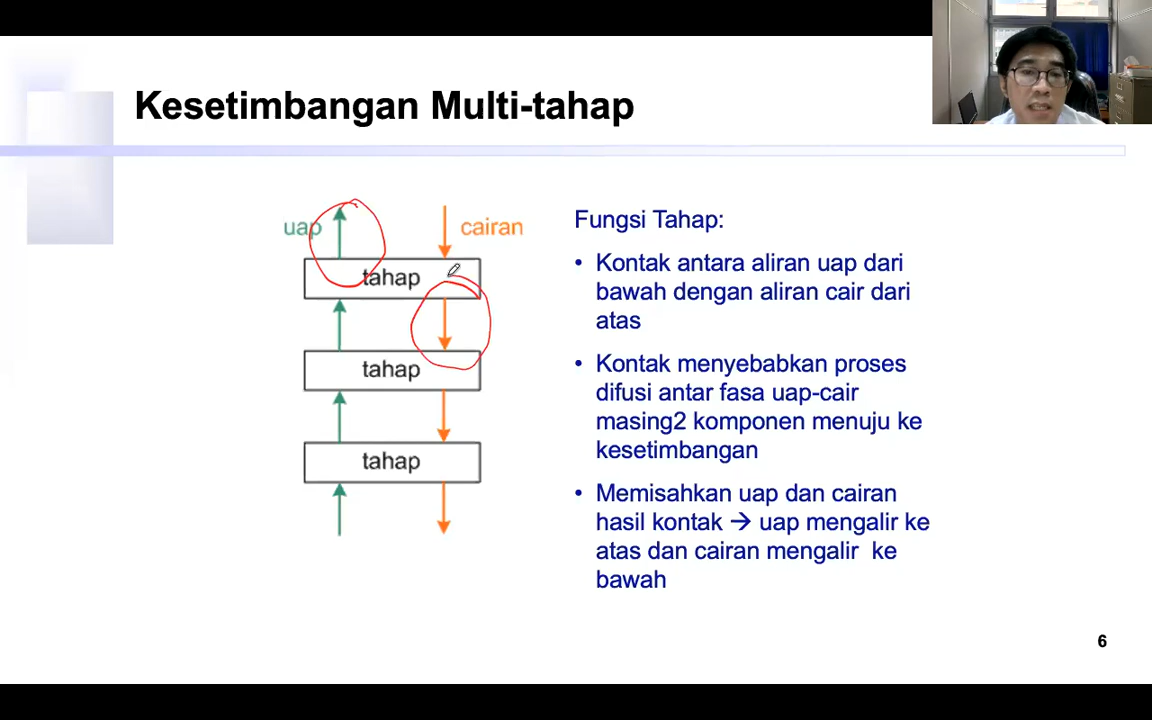 Kesetimbangan Multi-tahap
uap
cairan
tahap
tahap
tahap
Fungsi Tahap:
• Kontak antara aliran uap dari
bawah dengan aliran cair dari
atas
• Kontak menyebabkan proses
difusi antar fasa uap-cair
masing2 komponen menuju ke
kesetimbangan
• Memisahkan uap dan cairan
hasil kontak → uap mengalir ke
atas dan cairan mengalir ke
bawah
6